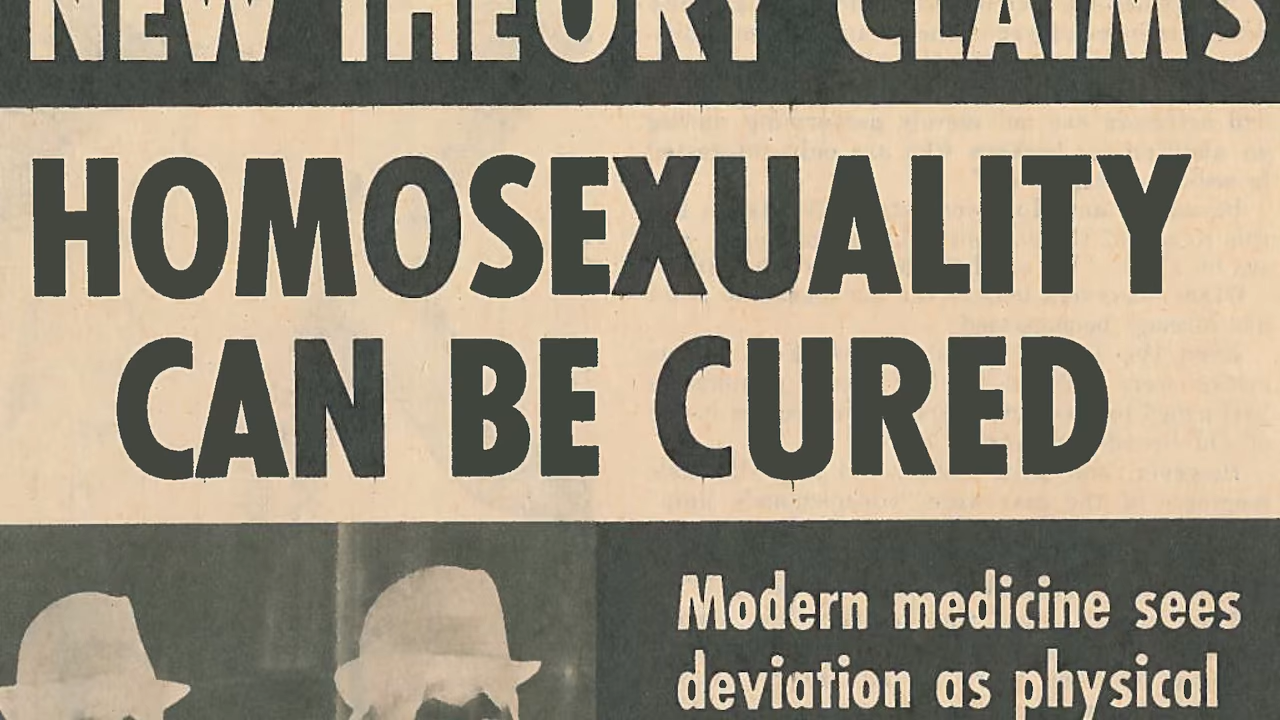 NEW THEORY CLAIMS
HOMOSEXUALITY
CAN BE CURED
Modern medicine sees
deviation as physical